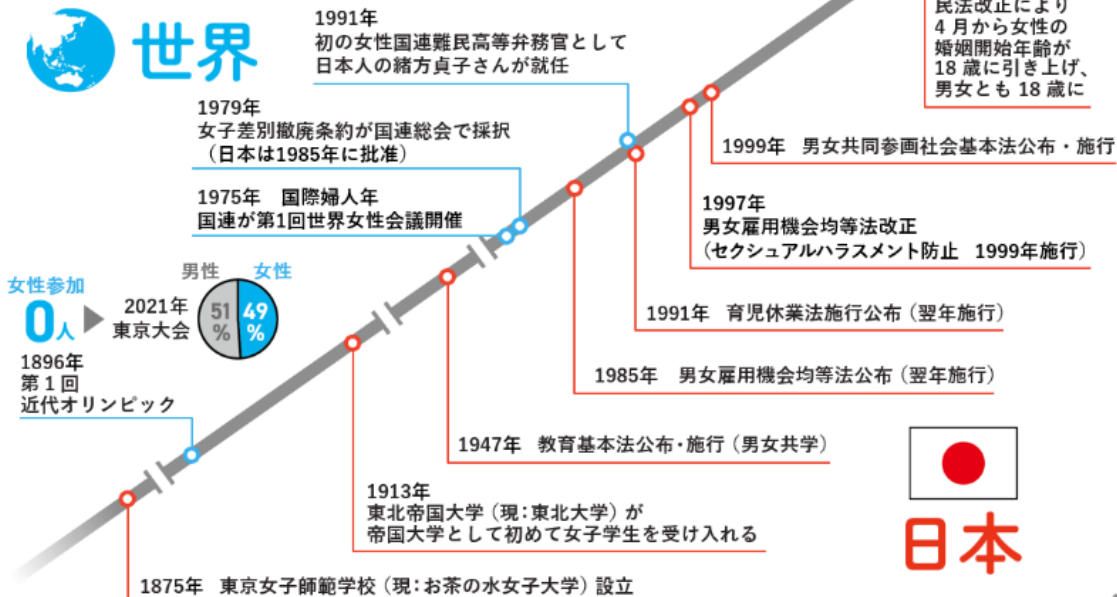 世界
1991年
初の女性国連難民高等弁務官として
日本人の緒方貞子さんが就任
民法改正により
4月から女性の
婚姻開始年齢が
18歳に引き上げ、
男女とも18歳に
1979年
女子差別撤廃条約が国連総会で採択
（日本は1985年に批准）
1999年 男女共同参画社会基本法公布・施行
1975年 国際婦人年
国連が第1回世界女性会議開催
1997年
男女雇用機会均等法改正
（セクシュアルハラスメント防止 1999年施行）
女性参加
0人
2021年
東京大会
男性 女性
51% 49%
1991年 育児休業法施行公布（翌年施行）
1896年
第1回
近代オリンピック
1985年 男女雇用機会均等法公布（翌年施行）
1947年 教育基本法公布・施行（男女共学）
1913年
東北帝国大学（現：東北大学）が
帝国大学として初めて女子学生を受け入れる
日本
1875年 東京女子師範学校（現：お茶の水女子大学）設立